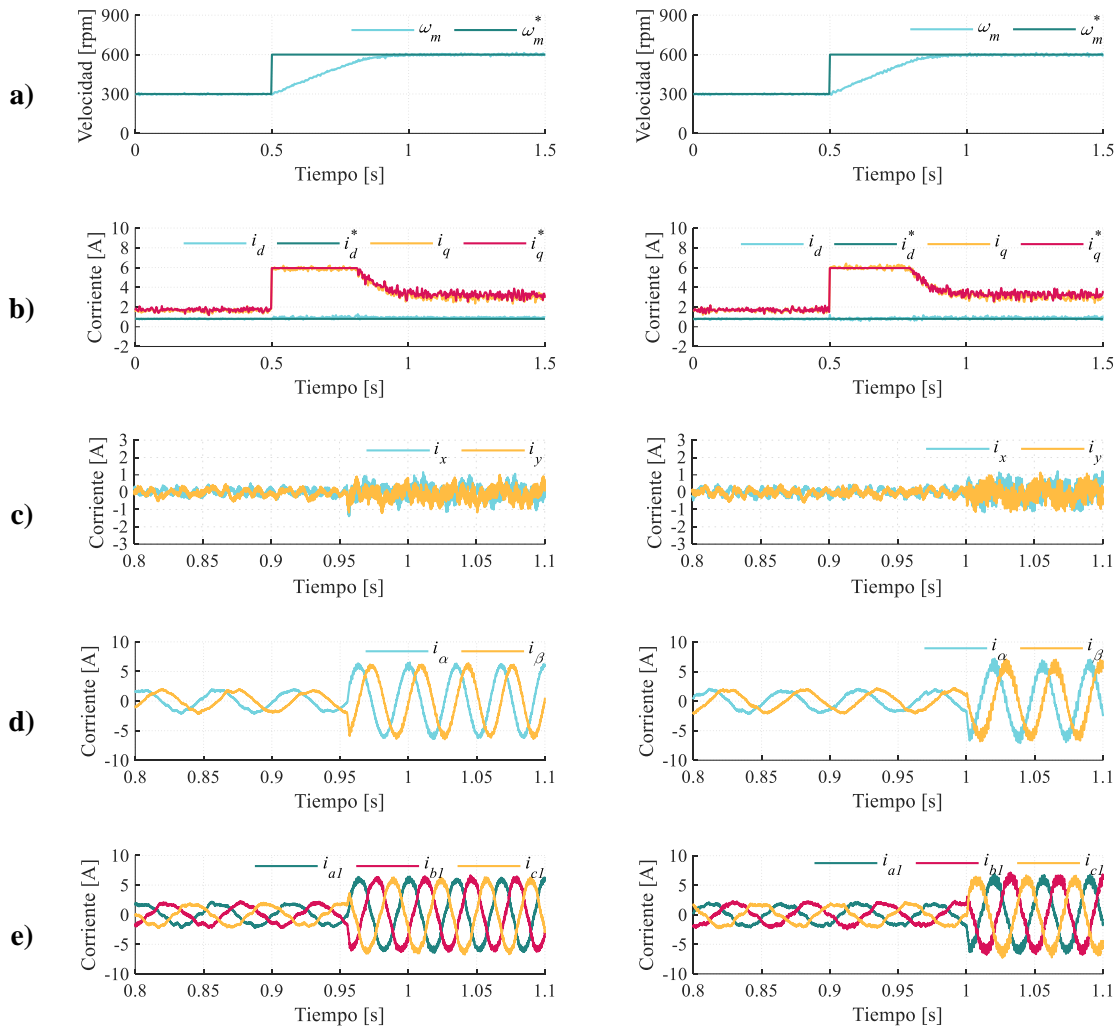 a)
Velocidad [rpm]
900
600
300
0
ω_m ω_m^*
0 0.5 1 1.5
Tiempo [s]
Velocidad [rpm]
900
600
300
0
ω_m ω_m^*
0 0.5 1 1.5
Tiempo [s]
b)
Corriente [A]
10
8
6
4
2
0
-2
i_d i_d^* i_q i_q^*
0 0.5 1 1.5
Tiempo [s]
Corriente [A]
10
8
6
4
2
0
-2
i_d i_d^* i_q i_q^*
0 0.5 1 1.5
Tiempo [s]
c)
Corriente [A]
3
2
1
0
-1
-2
-3
i_x i_y
0.8 0.85 0.9 0.95 1 1.05 1.1
Tiempo [s]
Corriente [A]
3
2
1
0
-1
-2
-3
i_x i_y
0.8 0.85 0.9 0.95 1 1.05 1.1
Tiempo [s]
d)
Corriente [A]
10
5
0
-5
-10
i_α i_β
0.8 0.85 0.9 0.95 1 1.05 1.1
Tiempo [s]
Corriente [A]
10
5
0
-5
-10
i_α i_β
0.8 0.85 0.9 0.95 1 1.05 1.1
Tiempo [s]
e)
Corriente [A]
10
5
0
-5
-10
i_a1 i_b1 i_c1
0.8 0.85 0.9 0.95 1 1.05 1.1
Tiempo [s]
Corriente [A]
10
5
0
-5
-10
i_a1 i_b1 i_c1
0.8 0.85 0.9 0.95 1 1.05 1.1
Tiempo [s]